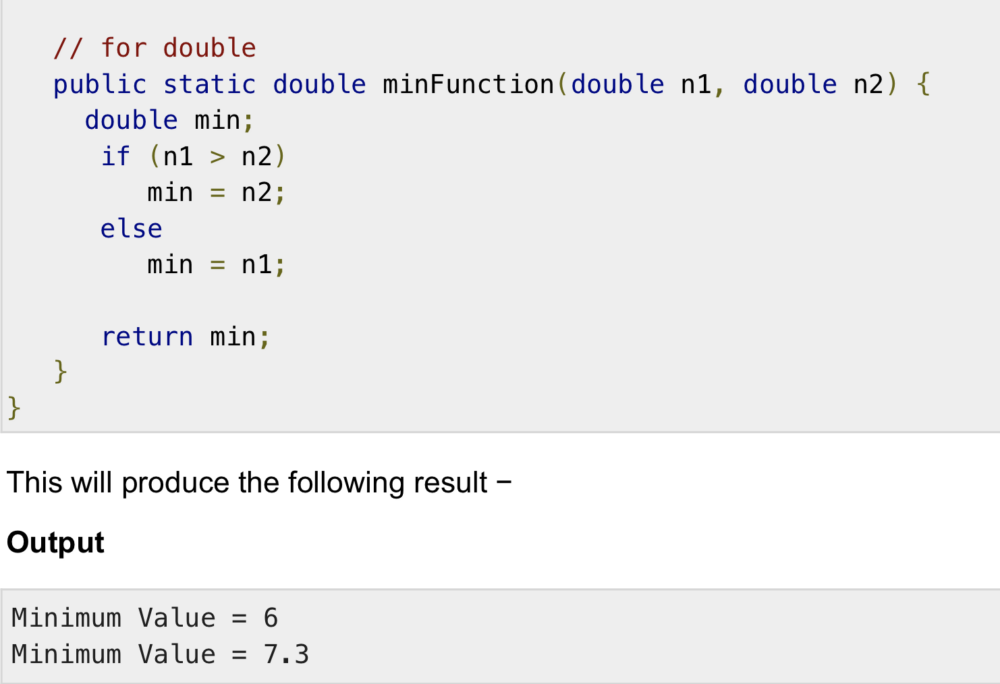 // for double
public static double minFunction(double n1, double n2) {
double min;
if (n1 > n2)
min = n2;
else
min = n1;
return min;
}
}
This will produce the following result −
Output
Minimum Value = 6
Minimum Value = 7.3